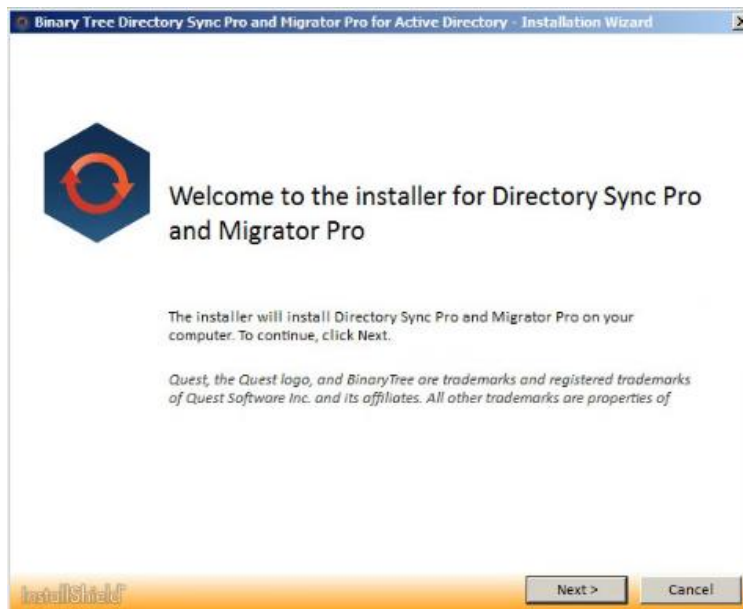 Binary Tree Directory Sync Pro and Migrator Pro for Active Directory - Installation Wizard
Welcome to the installer for Directory Sync Pro
and Migrator Pro
The installer will install Directory Sync Pro and Migrator Pro on your
computer. To continue, click Next.
Quest, the Quest logo, and BinaryTree are trademarks and registered trademarks
of Quest Software Inc. and its affiliates. All other trademarks are properties of
InstallShield
Next >
Cancel